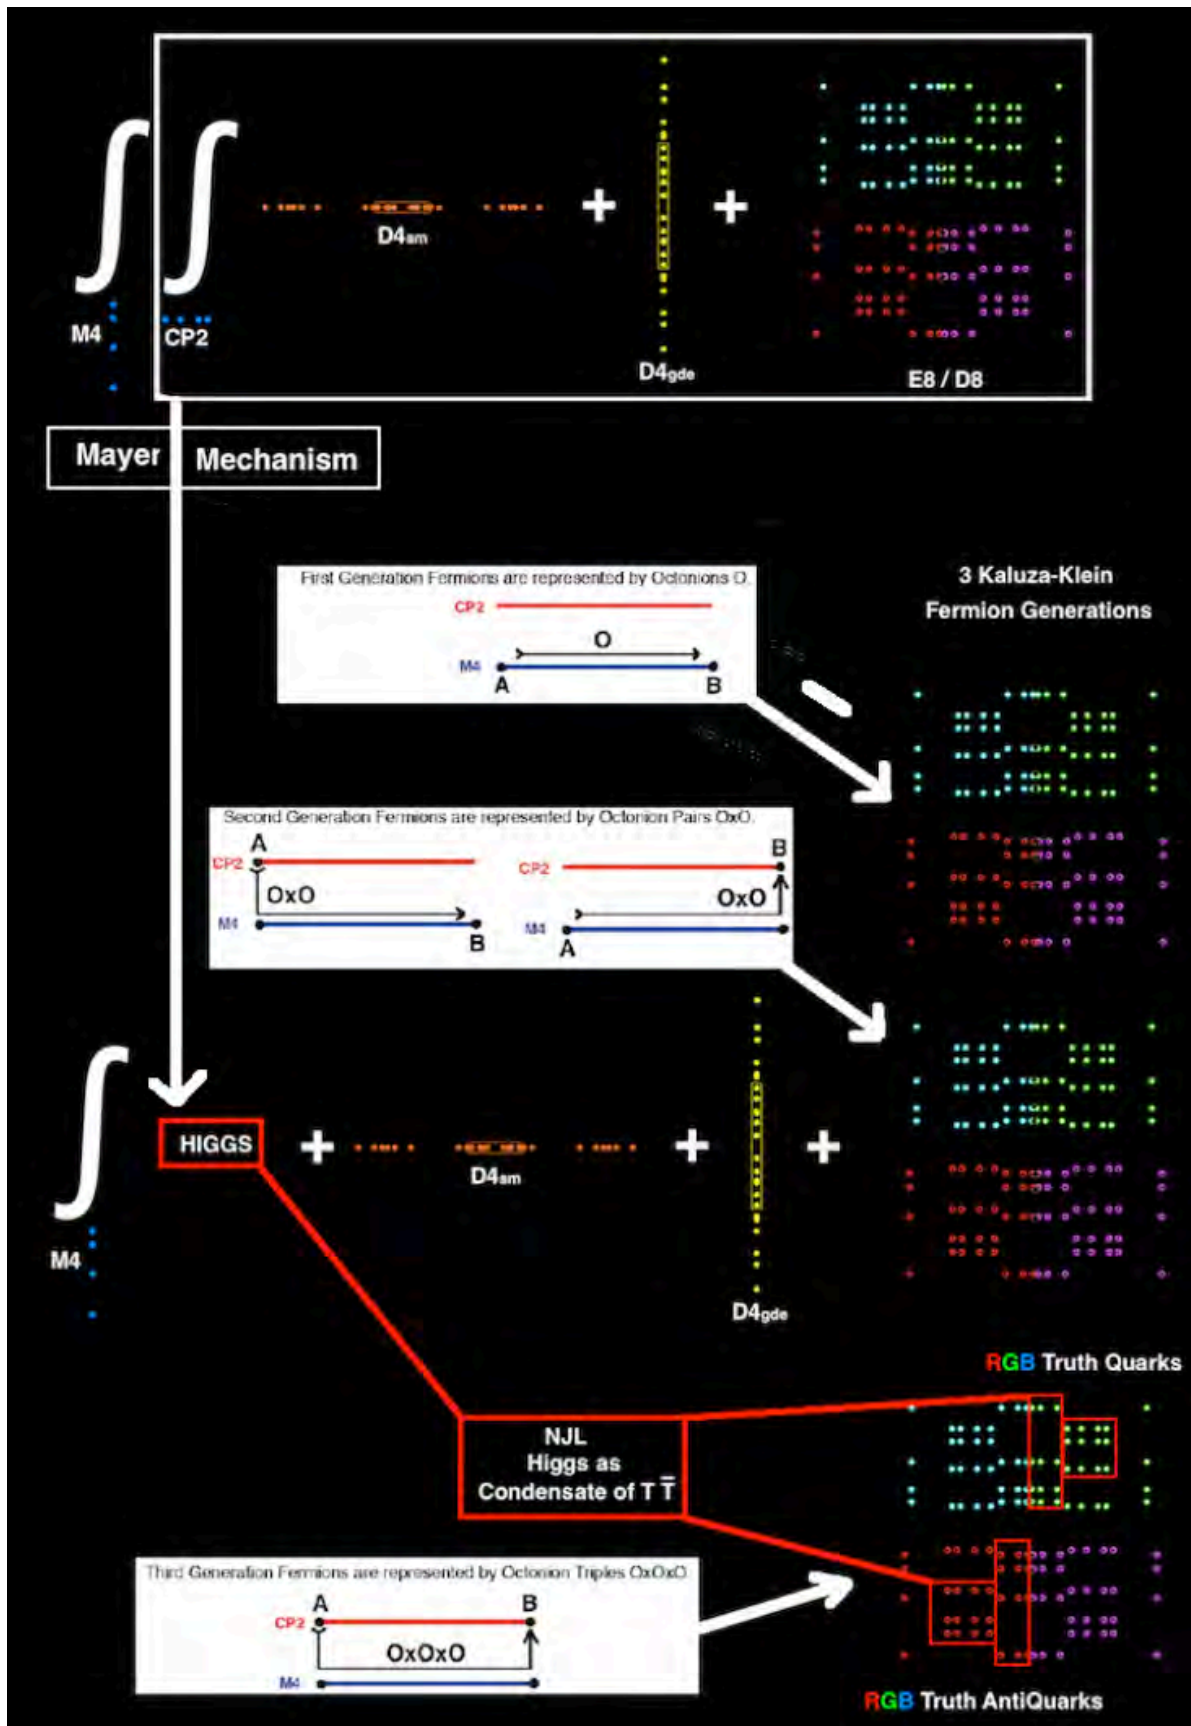 D4sm
M4
CP2
D4gde
E8 / D8
Mayer Mechanism
First Generation Fermions are represented by Octonions O.
CP2
O
M4
A B
3 Kaluza-Klein
Fermion Generations
Second Generation Fermions are represented by Octonion Pairs OxO.
A
CP2
OxO
M4
B
B
CP2
OxO
M4
A
HIGGS
+
D4sm
+
+
M4
D4gde
RGB Truth Quarks
NJL
Higgs as
Condensate of T T̅
Third Generation Fermions are represented by Octonion Triples OxOxO
A B
CP2
OxOxO
M4
RGB Truth AntiQuarks